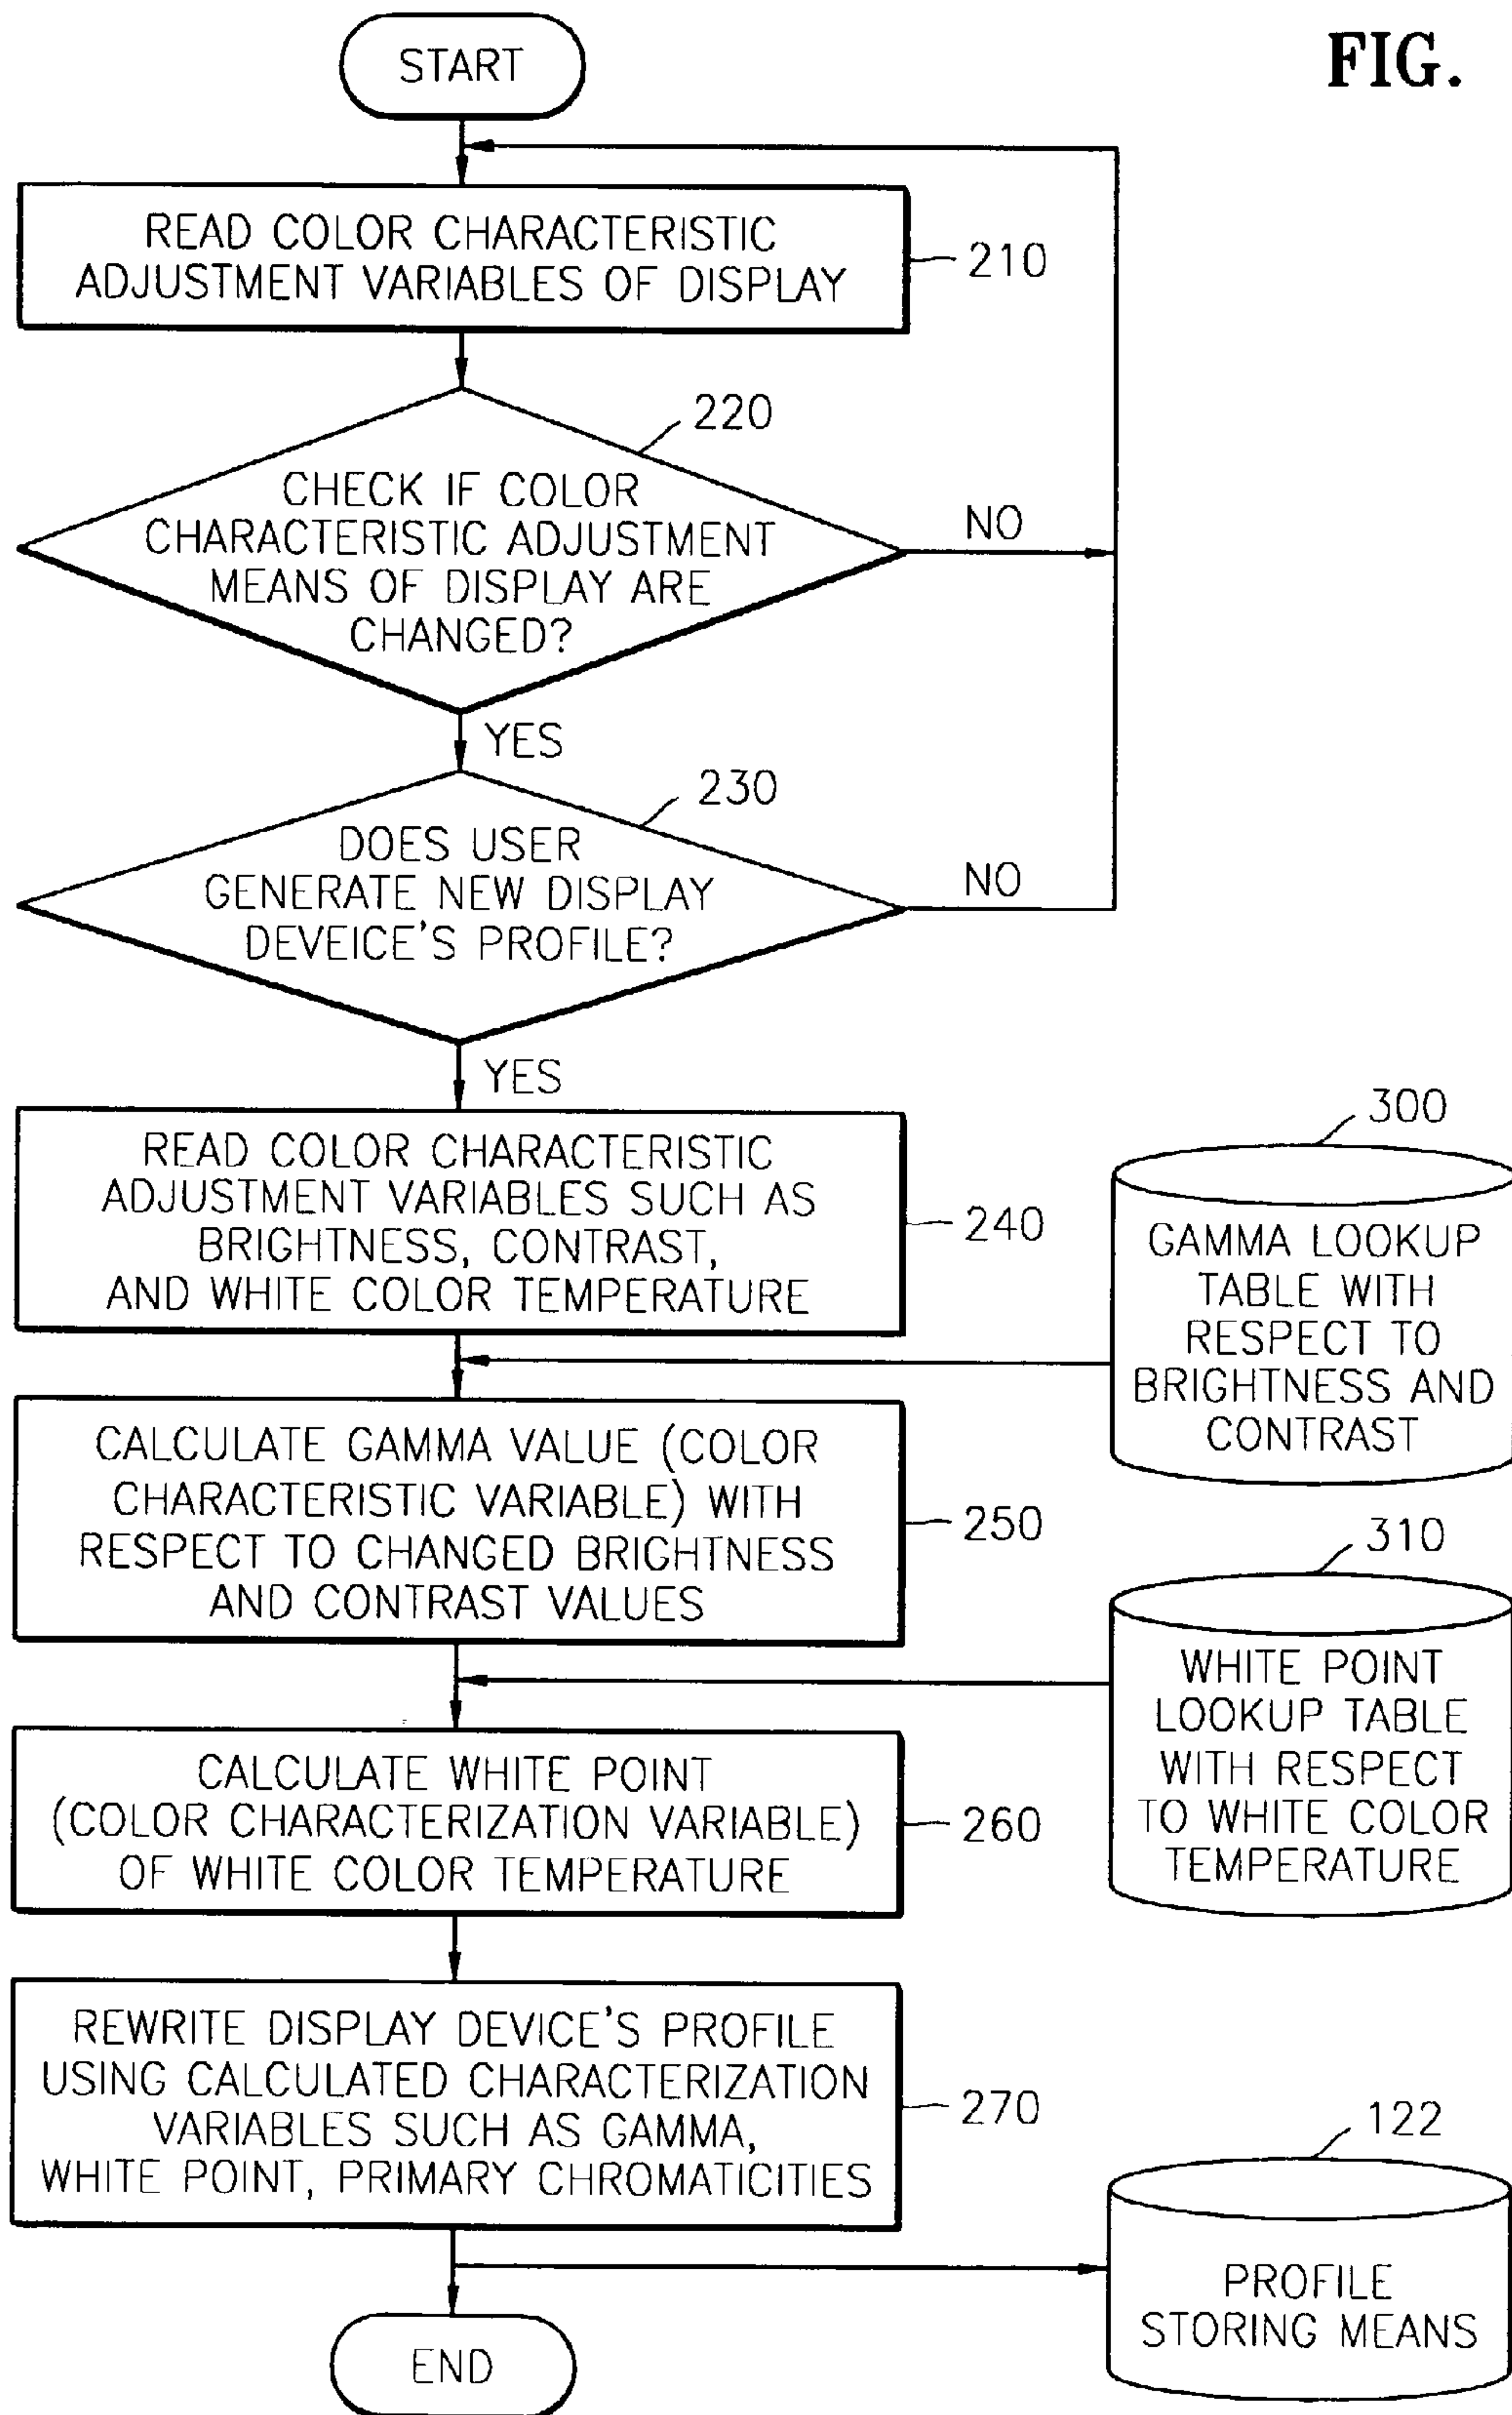 FIG.
START
READ COLOR CHARACTERISTIC
ADJUSTMENT VARIABLES OF DISPLAY
210
220
CHECK IF COLOR
CHARACTERISTIC ADJUSTMENT
MEANS OF DISPLAY ARE
CHANGED?
NO
YES
230
DOES USER
GENERATE NEW DISPLAY
DEVEICE'S PROFILE?
NO
YES
READ COLOR CHARACTERISTIC
ADJUSTMENT VARIABLES SUCH AS
BRIGHTNESS, CONTRAST,
AND WHITE COLOR TEMPERATURE
240
300
GAMMA LOOKUP
TABLE WITH
RESPECT TO
BRIGHTNESS AND
CONTRAST
CALCULATE GAMMA VALUE (COLOR
CHARACTERISTIC VARIABLE) WITH
RESPECT TO CHANGED BRIGHTNESS
AND CONTRAST VALUES
250
310
WHITE POINT
LOOKUP TABLE
WITH RESPECT
TO WHITE COLOR
TEMPERATURE
CALCULATE WHITE POINT
(COLOR CHARACTERIZATION VARIABLE)
OF WHITE COLOR TEMPERATURE
260
REWRITE DISPLAY DEVICE'S PROFILE
USING CALCULATED CHARACTERIZATION
VARIABLES SUCH AS GAMMA,
WHITE POINT, PRIMARY CHROMATICITIES
270
122
PROFILE
STORING MEANS
END